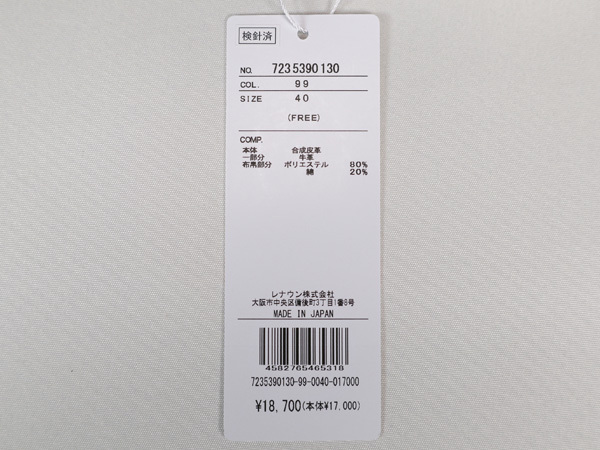 検針済
NO. 7235390130
COL. 99
SIZE 40
(FREE)
COMP.
本体 合成皮革
一部分 牛革
布帛部分 ポリエステル 80%
綿 20%
レナウン株式会社
大阪市中央区備後町3丁目1番8号
MADE IN JAPAN
4582765465318
7235390130-99-0040-017000
¥18,700(本体¥17,000)